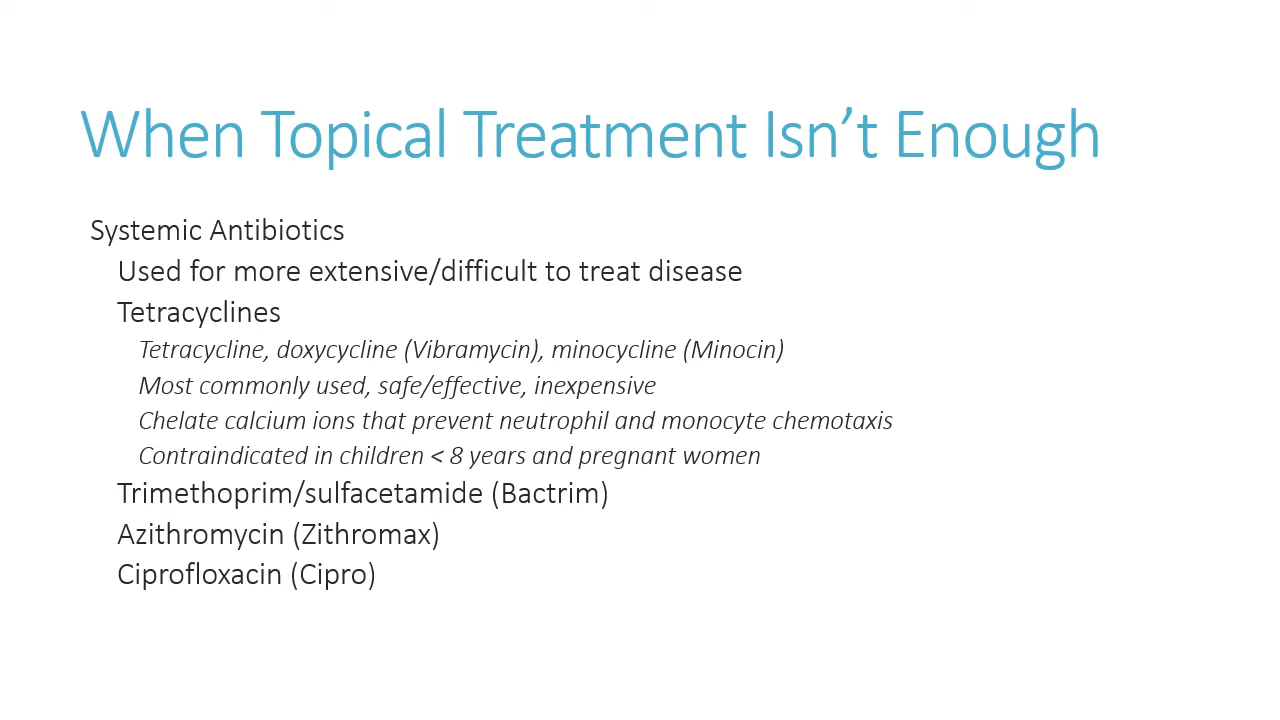 When Topical Treatment Isn’t Enough
Systemic Antibiotics
Used for more extensive/difficult to treat disease
Tetracyclines
Tetracycline, doxycycline (Vibramycin), minocycline (Minocin)
Most commonly used, safe/effective, inexpensive
Chelate calcium ions that prevent neutrophil and monocyte chemotaxis
Contraindicated in children < 8 years and pregnant women
Trimethoprim/sulfacetamide (Bactrim)
Azithromycin (Zithromax)
Ciprofloxacin (Cipro)